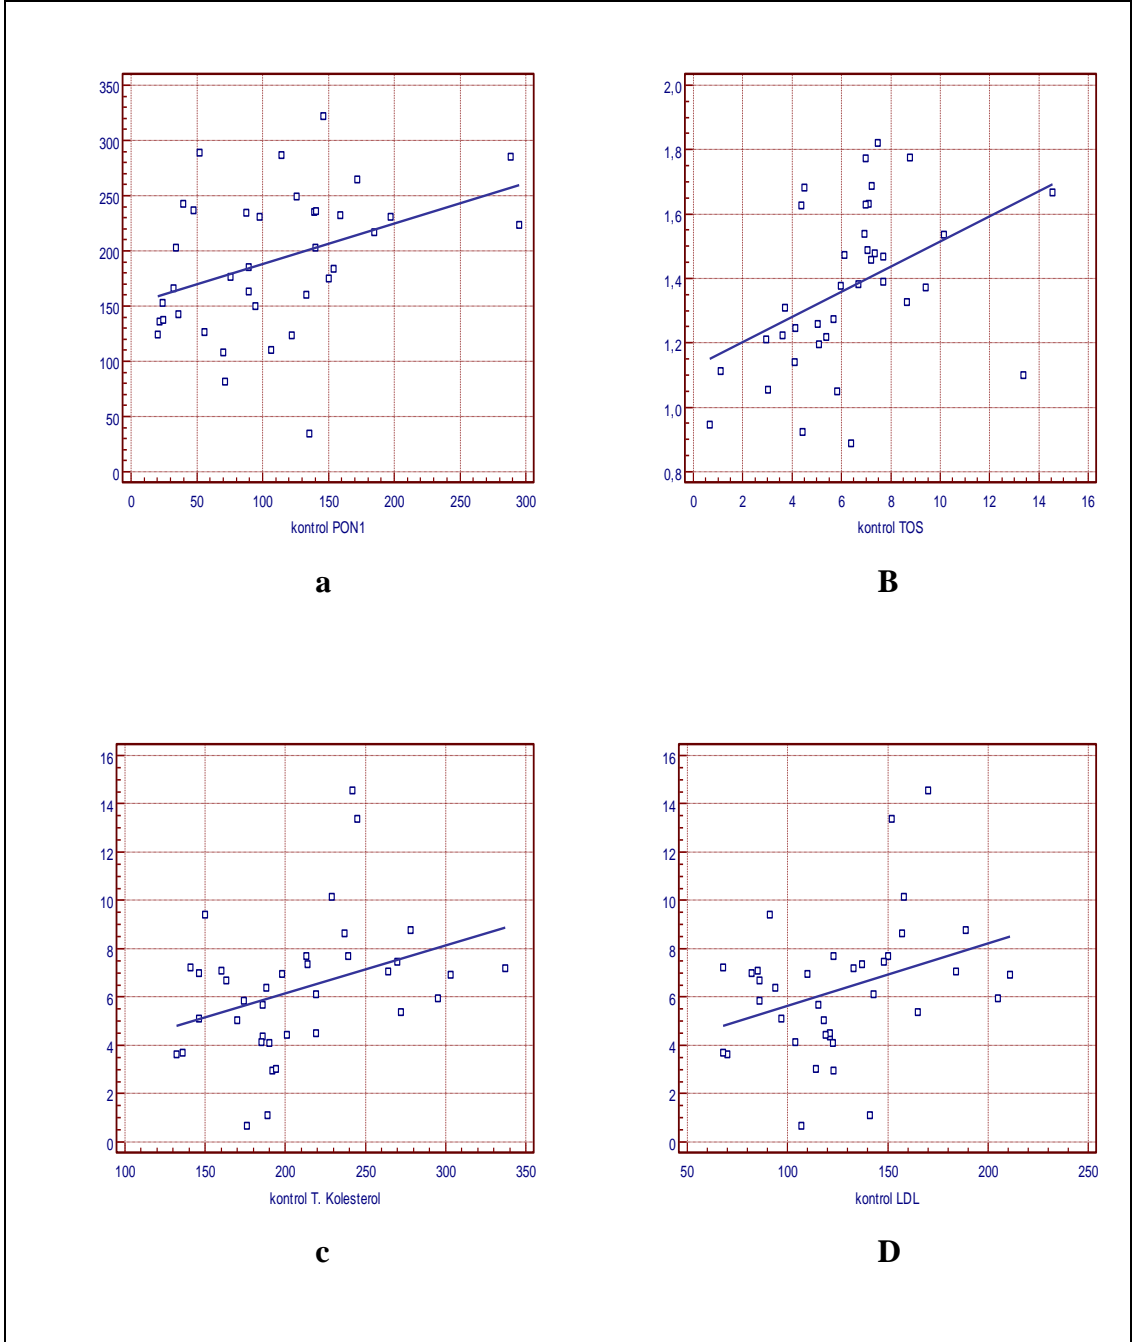 350
300
250
200
150
100
50
0
0 50 100 150 200 250 300
kontrol PON1
a
2,0
1,8
1,6
1,4
1,2
1,0
0,8
0 2 4 6 8 10 12 14 16
kontrol TOS
B
16
14
12
10
8
6
4
2
0
100 150 200 250 300 350
kontrol T. Kolesterol
c
16
14
12
10
8
6
4
2
0
50 100 150 200 250
kontrol LDL
D